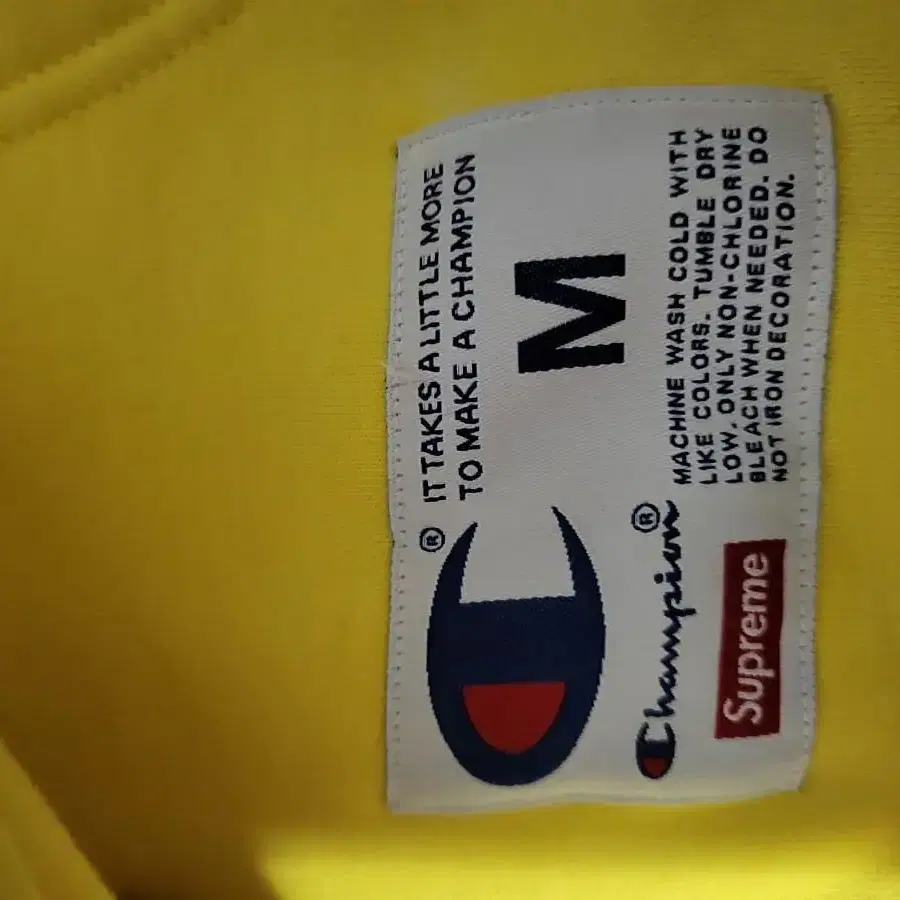 ®
IT TAKES A LITTLE MORE
TO MAKE A CHAMPION
M
Champion®
Supreme
MACHINE WASH COLD WITH
LIKE COLORS. TUMBLE DRY
LOW. ONLY NON-CHLORINE
BLEACH WHEN NEEDED. DO
NOT IRON DECORATION.